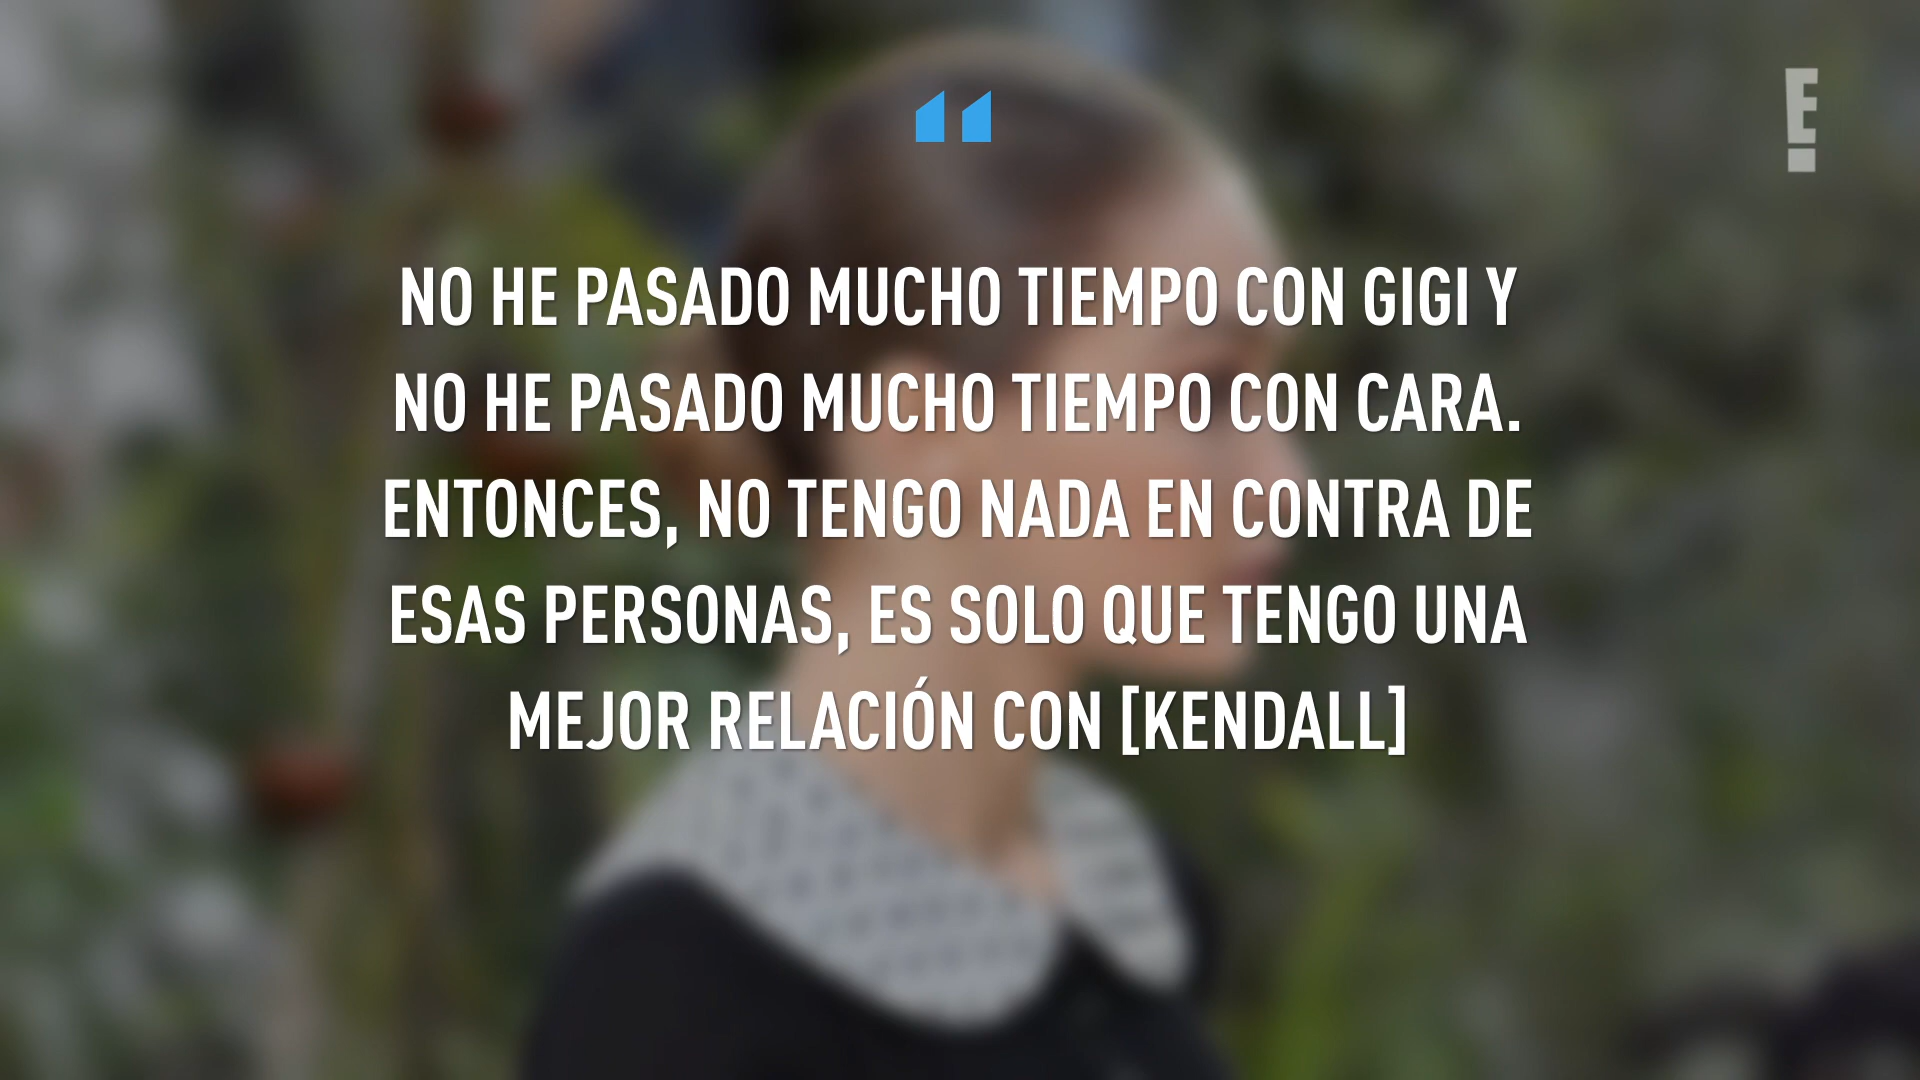 E!
NO HE PASADO MUCHO TIEMPO CON GIGI Y
NO HE PASADO MUCHO TIEMPO CON CARA.
ENTONCES, NO TENGO NADA EN CONTRA DE
ESAS PERSONAS, ES SOLO QUE TENGO UNA
MEJOR RELACIÓN CON [KENDALL]